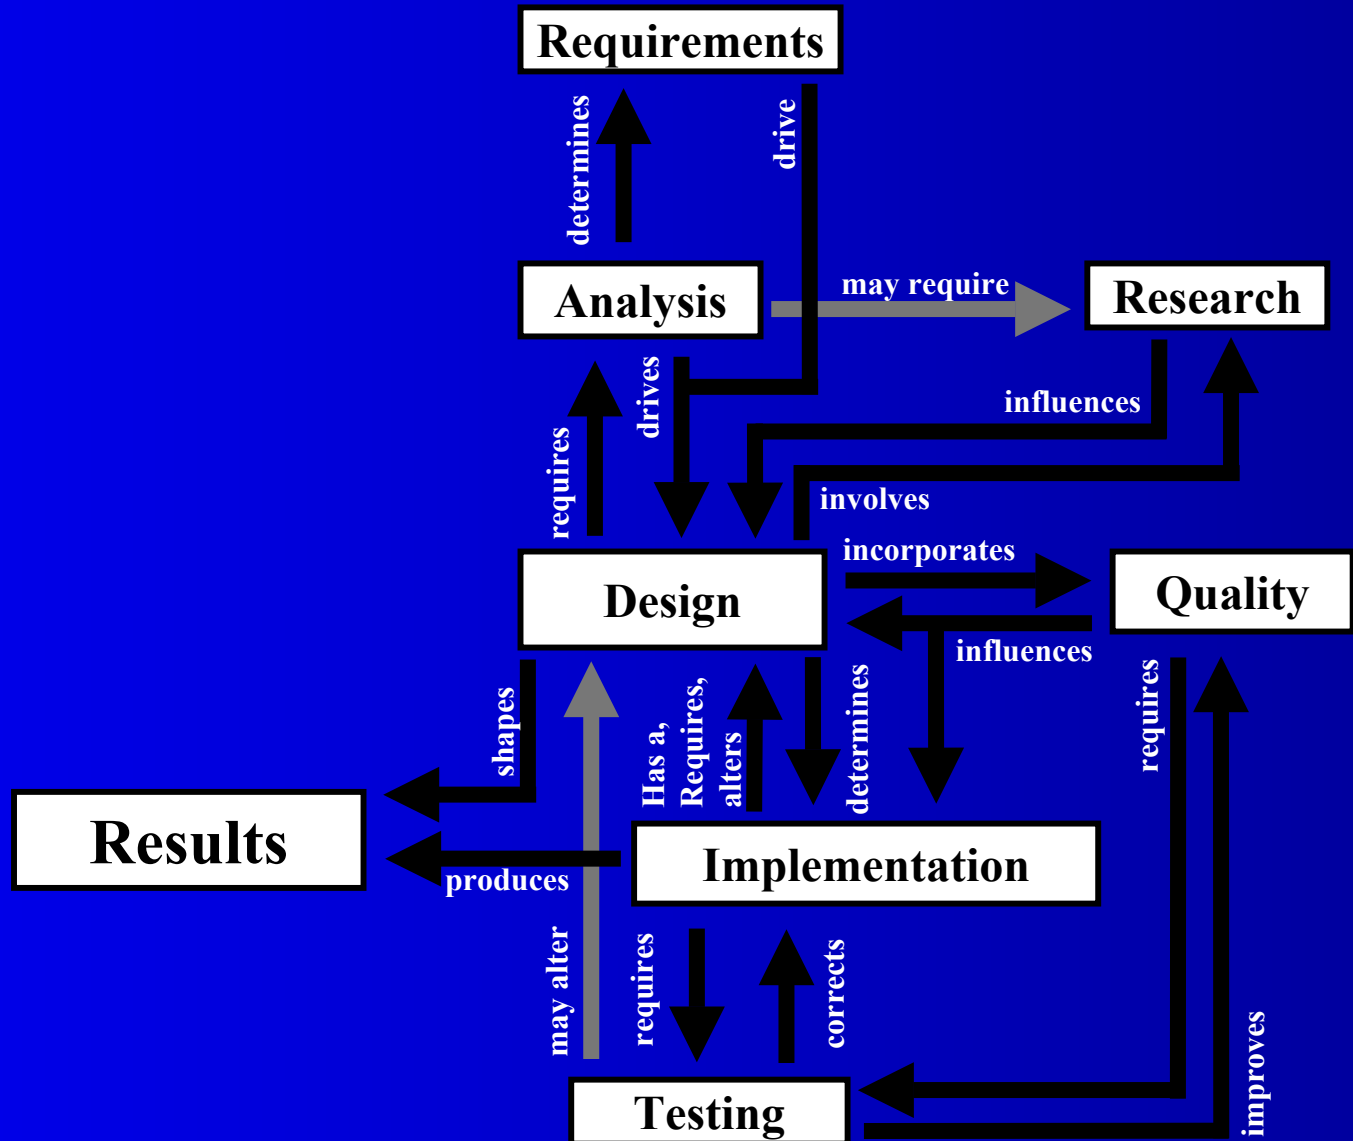 Requirements
determines
drive
Analysis
may require
Research
requires
drives
influences
involves
Design
incorporates
Quality
influences
shapes
Has a,
Requires,
alters
determines
requires
Results
produces
Implementation
may alter
requires
corrects
improves
Testing